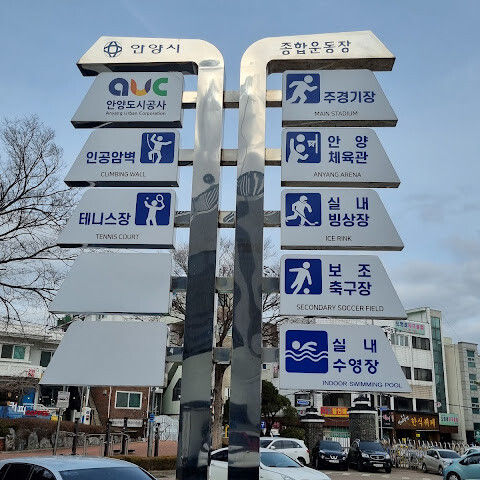 안양시
종합운동장
auc
안양도시공사
Anyang Urban Corporation
인공암벽
CLIMBING WALL
테니스장
TENNIS COURT
주경기장
MAIN STADIUM
안양
체육관
ANYANG ARENA
실내
빙상장
ICE RINK
보조
축구장
SECONDARY SOCCER FIELD
실내
수영장
INDOOR SWIMMING POOL